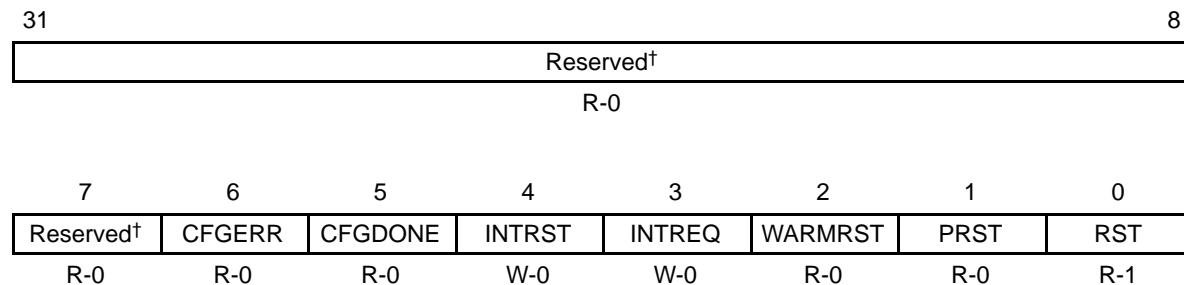 31 8
Reserved†
R-0
7 6 5 4 3 2 1 0
Reserved† CFGERR CFGDONE INTRST INTREQ WARMRST PRST RST
R-0 R-0 R-0 W-0 W-0 R-0 R-0 R-1